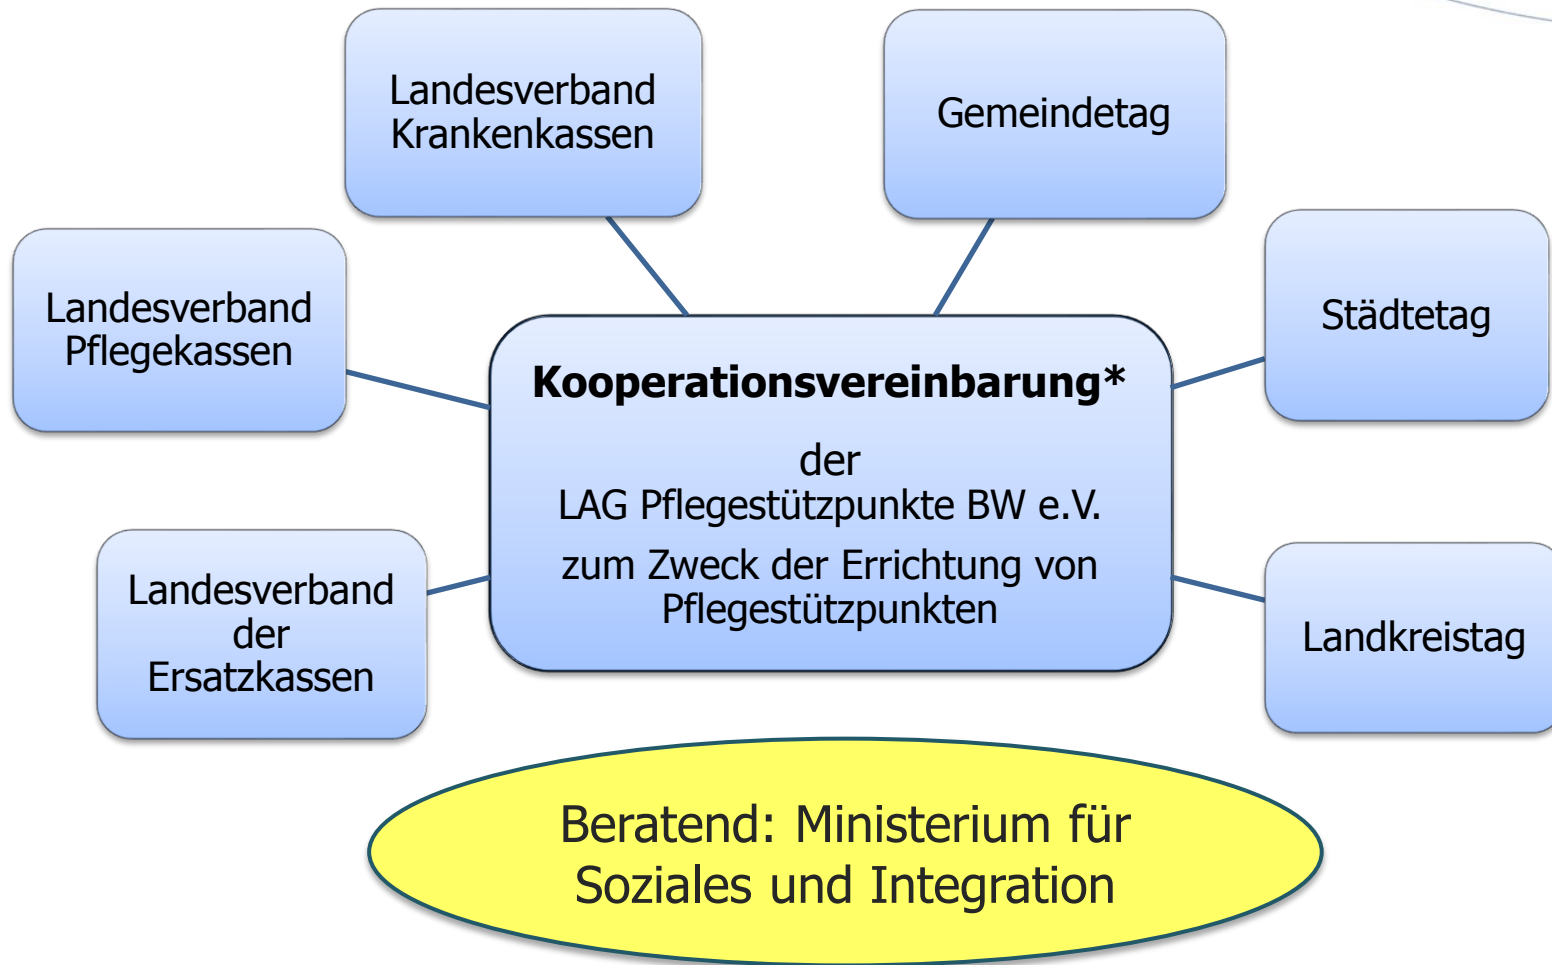 Landesverband
Krankenkassen
Gemeindetag
Landesverband
Pflegekassen
Städtetag
Kooperationsvereinbarung*
der
LAG Pflegestützpunkte BW e.V.
zum Zweck der Errichtung von
Pflegestützpunkten
Landesverband
der
Ersatzkassen
Landkreistag
Beratend: Ministerium für
Soziales und Integration